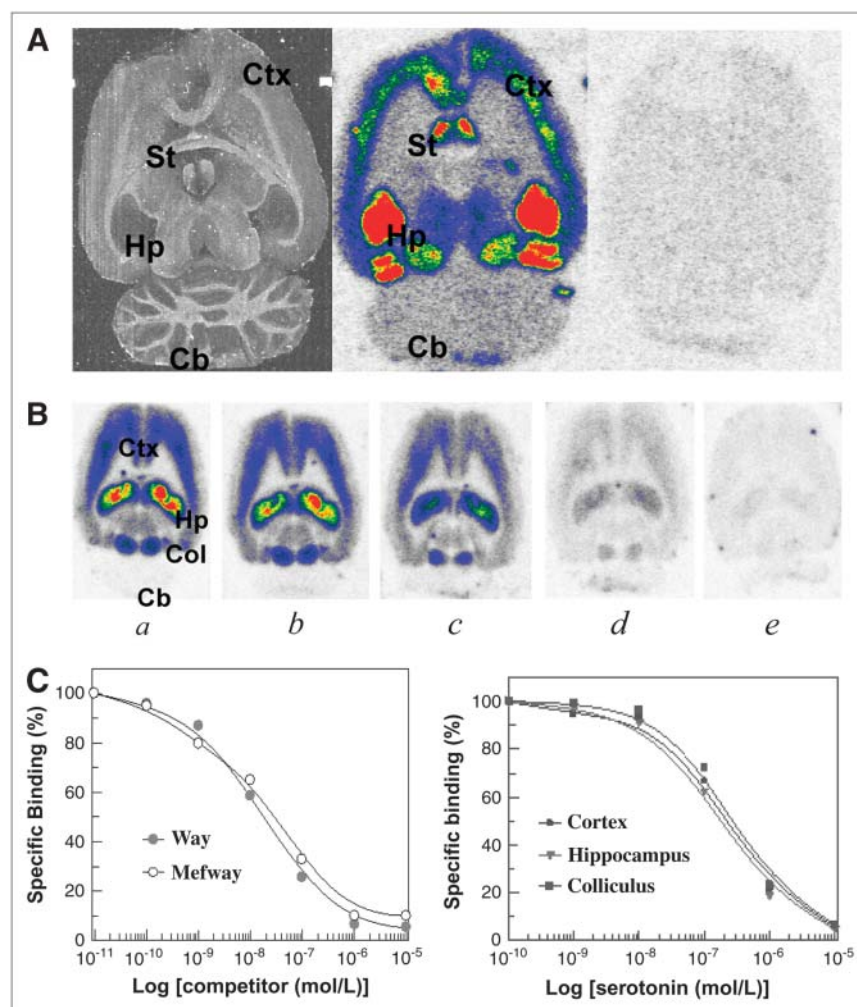 A
Ctx
St
Hp
Cb
Ctx
St
Hp
Cb
B
Ctx
Hp
Col
Cb
a b c d e
C
Specific Binding (%)
100
80
60
40
20
0
Way
Mefway
10-11 10-10 10-9 10-8 10-7 10-6 10-5
Log [competitor (mol/L)]
Specific binding (%)
100
80
60
40
20
0
Cortex
Hippocampus
Colliculus
10-10 10-9 10-8 10-7 10-6 10-5
Log [serotonin (mol/L)]